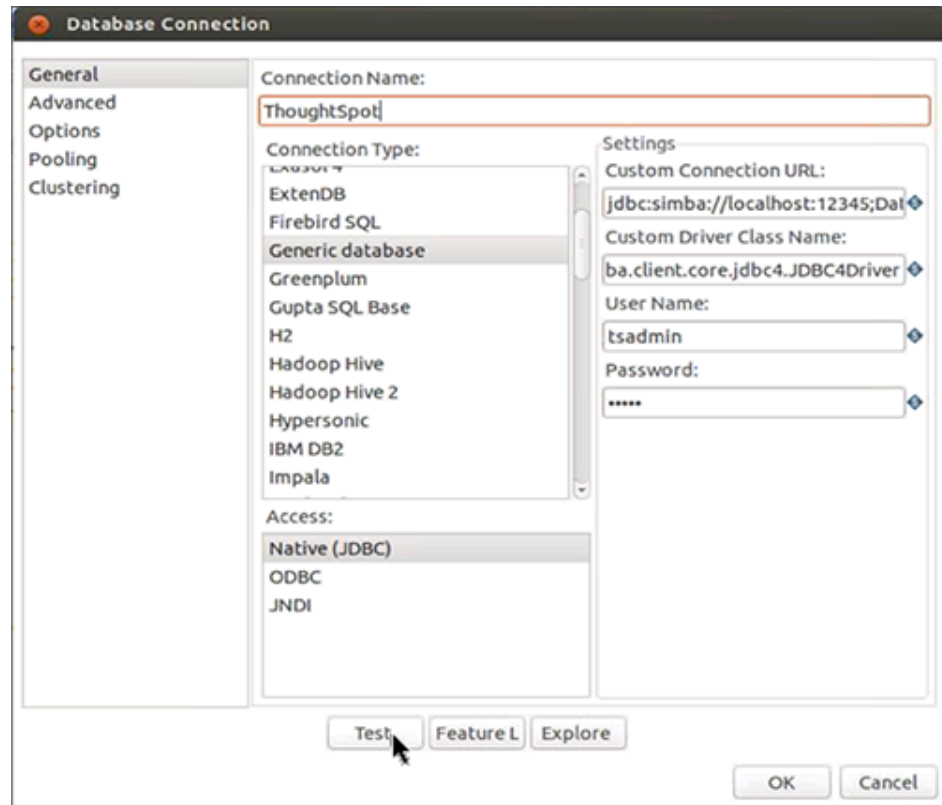 Database Connection
General
Advanced
Options
Pooling
Clustering
Connection Name:
ThoughtSpot
Connection Type:
ExtenDB
Firebird SQL
Generic database
Greenplum
Gupta SQL Base
H2
Hadoop Hive
Hadoop Hive 2
Hypersonic
IBM DB2
Impala
Access:
Native (JDBC)
ODBC
JNDI
Settings
Custom Connection URL:
jdbc:simba://localhost:12345;Dat
Custom Driver Class Name:
ba.client.core.jdbc4.JDBC4Driver
User Name:
tsadmin
Password:
•••••
Test
Feature L
Explore
OK
Cancel